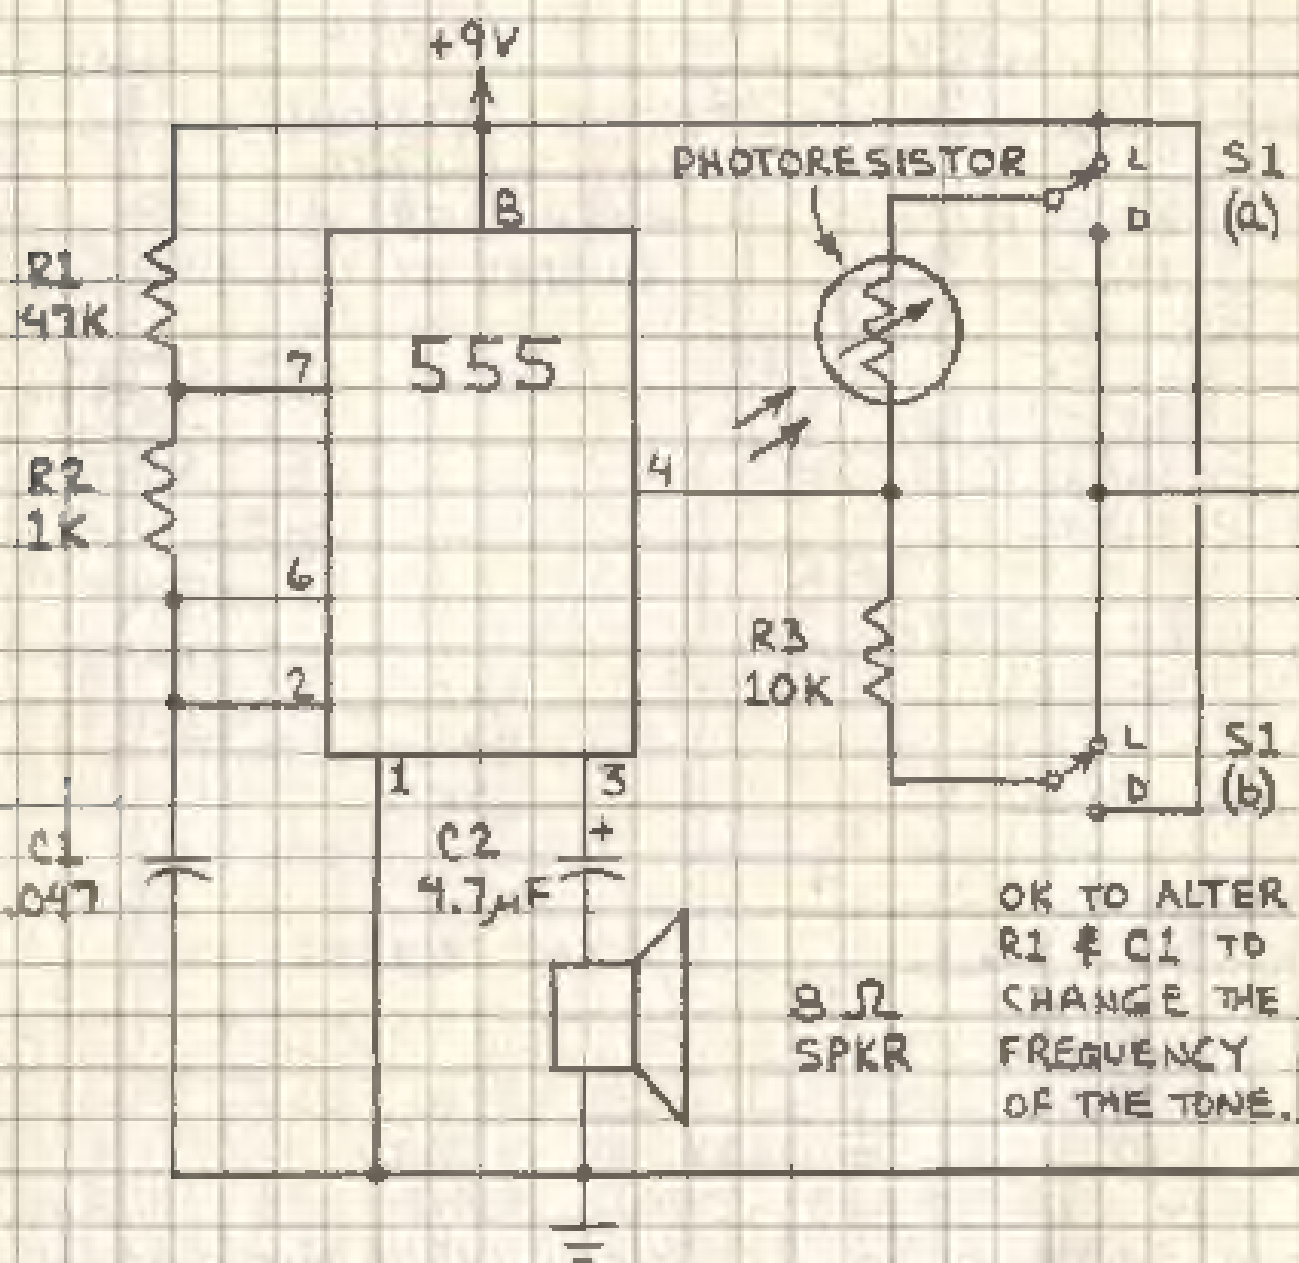 +9V
PHOTORESISTOR
L
S1
D
(a)
8
R1
47K
555
7
4
R2
1K
6
R3
10K
2
L
S1
D
(b)
1
3
+
C2
4.7µF
C1
.047
OK TO ALTER
R1 & C1 TO
CHANGE THE
FREQUENCY
OF THE TONE.
8 Ω
SPKR